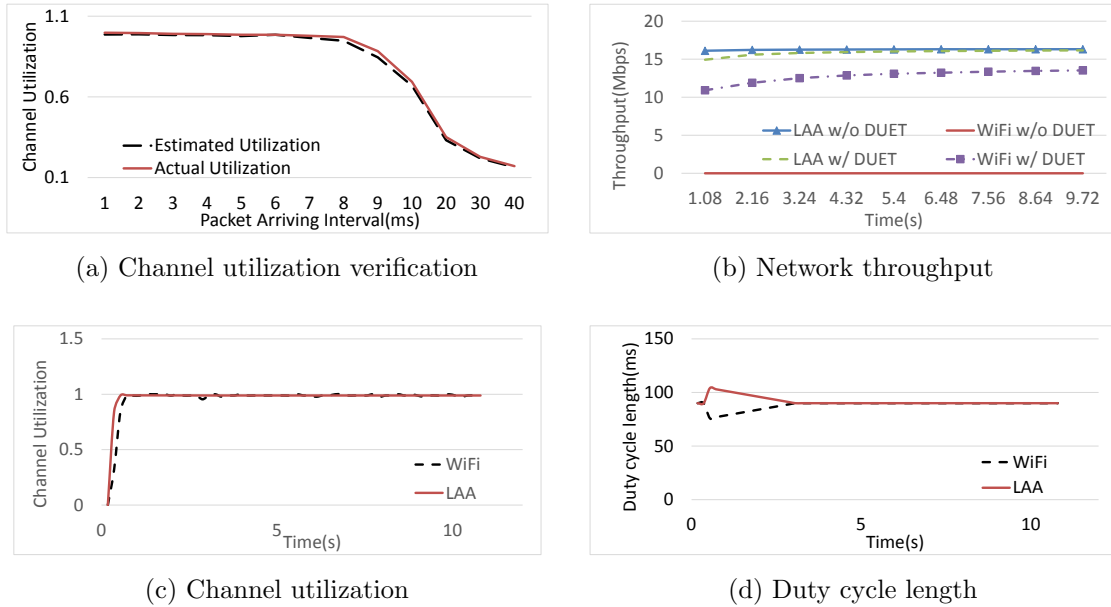 1.1
0.6
0.1
Channel Utilization
Estimated Utilization
Actual Utilization
1 2 3 4 5 6 7 8 9 10 20 30 40
Packet Arriving Interval(ms)
(a) Channel utilization verification
20
15
10
5
0
Throughput(Mbps)
LAA w/o DUET WiFi w/o DUET
LAA w/ DUET WiFi w/ DUET
1.08 2.16 3.24 4.32 5.4 6.48 7.56 8.64 9.72
Time(s)
(b) Network throughput
1.5
1
0.5
0
Channel Utilization
WiFi
LAA
0 5 10
Time(s)
(c) Channel utilization
150
100
50
0
Duty cycle length(ms)
WiFi
LAA
0 5 10
Time(s)
(d) Duty cycle length